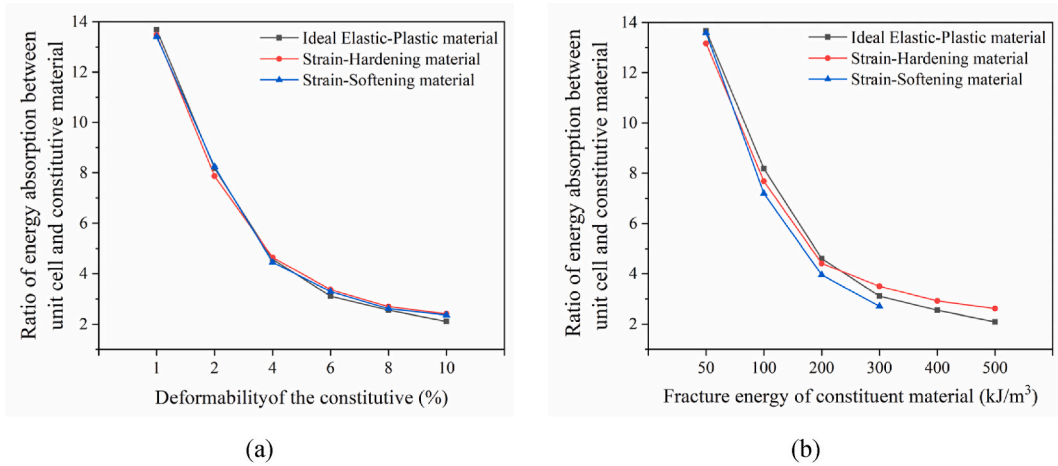 14
12
10
8
6
4
2
Ratio of energy absorption between
unit cell and constitutive material
Ideal Elastic-Plastic material
Strain-Hardening material
Strain-Softening material
1 2 4 6 8 10
Deformabilityof the constitutive (%)
(a)
14
12
10
8
6
4
2
Ratio of energy absorption between
unit cell and constitutive material
Ideal Elastic-Plastic material
Strain-Hardening material
Strain-Softening material
50 100 200 300 400 500
Fracture energy of constituent material (kJ/m³)
(b)